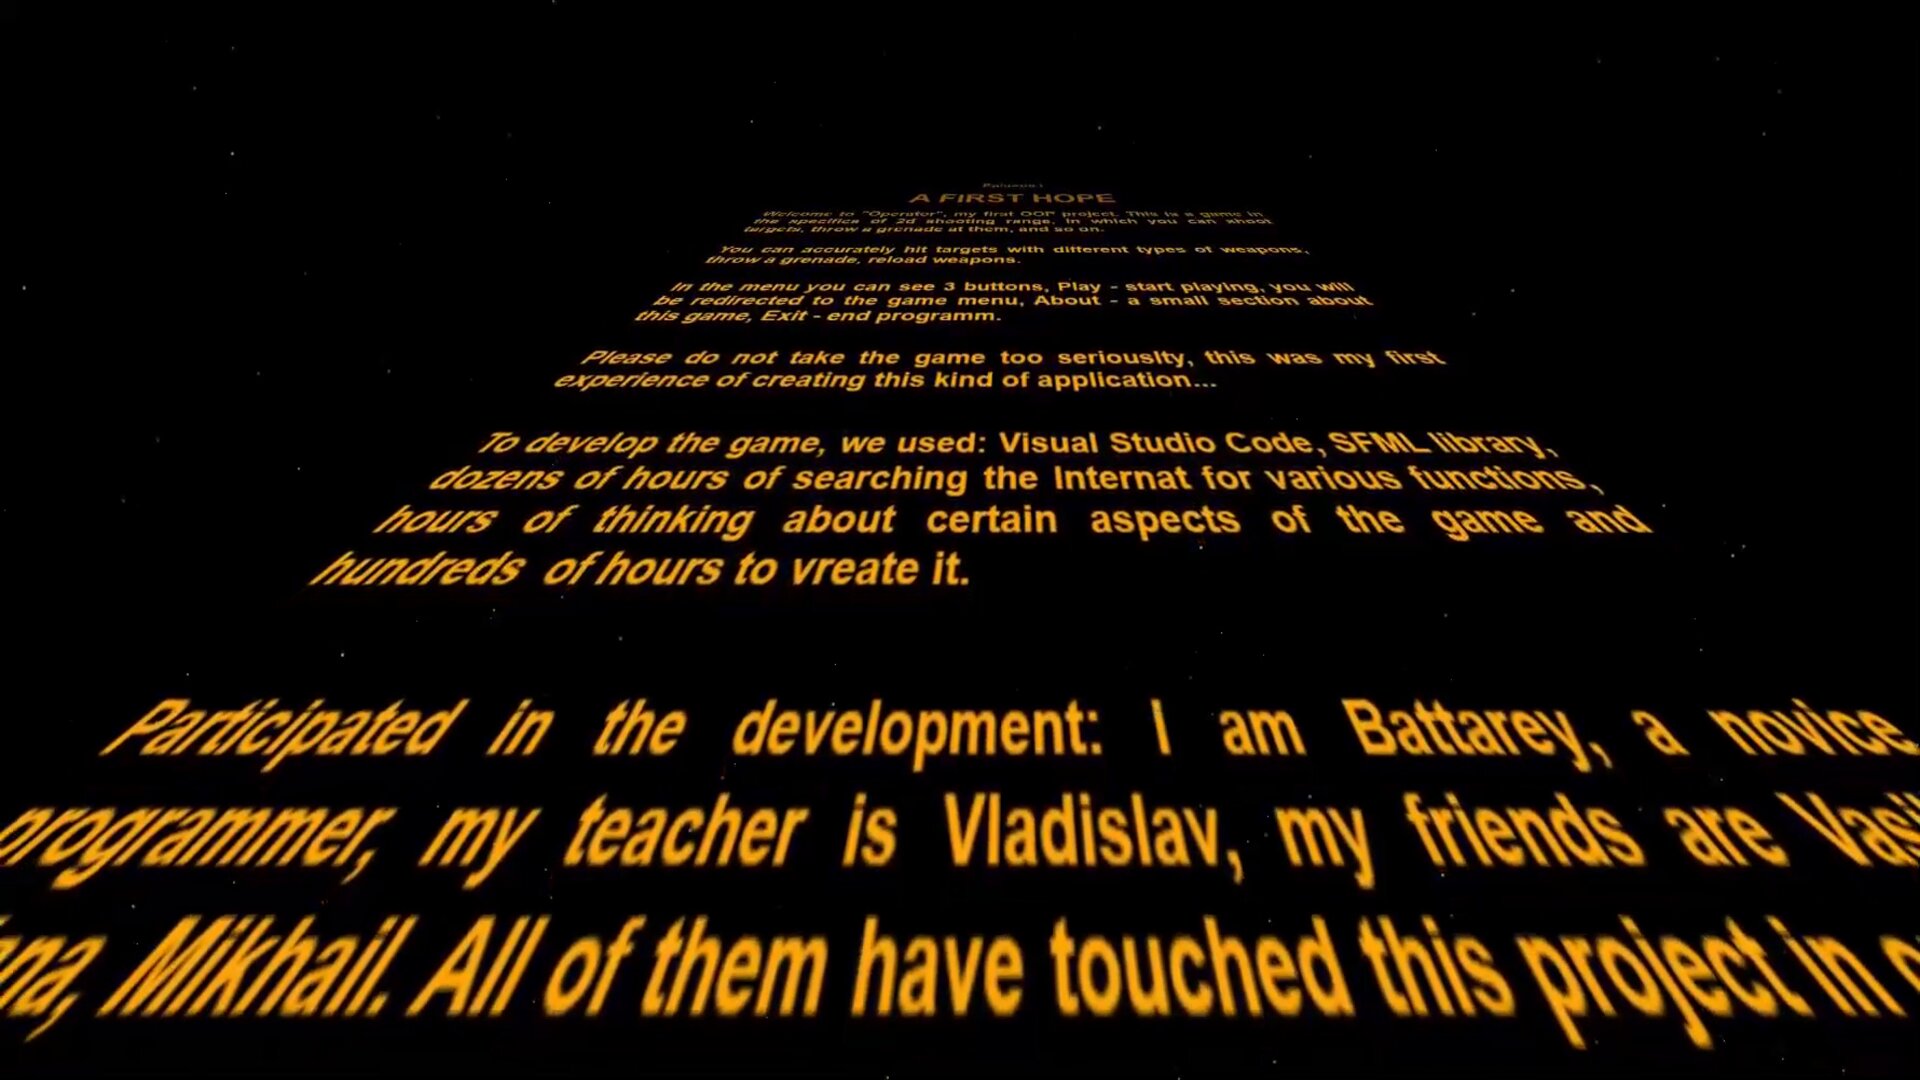 A FIRST HOPE
Welcome to "Operator", my first OOP project. This is a game in
the specifics of 2d shooting range, in which you can shoot
targets, throw a grenade at them, and so on.
You can accurately hit targets with different types of weapons,
throw a grenade, reload weapons.
In the menu you can see 3 buttons, Play - start playing, you will
be redirected to the game menu, About - a small section about
this game, Exit - end programm.
Please do not take the game too seriousity, this was my first
experience of creating this kind of application...
To develop the game, we used: Visual Studio Code, SFML library,
dozens of hours of searching the Internat for various functions,
hours of thinking about certain aspects of the game and
hundreds of hours to vreate it.
Participated in the development: I am Battarey, a novice
programmer, my teacher is Vladislav, my friends are
Mikhail. All of them have touched this project in